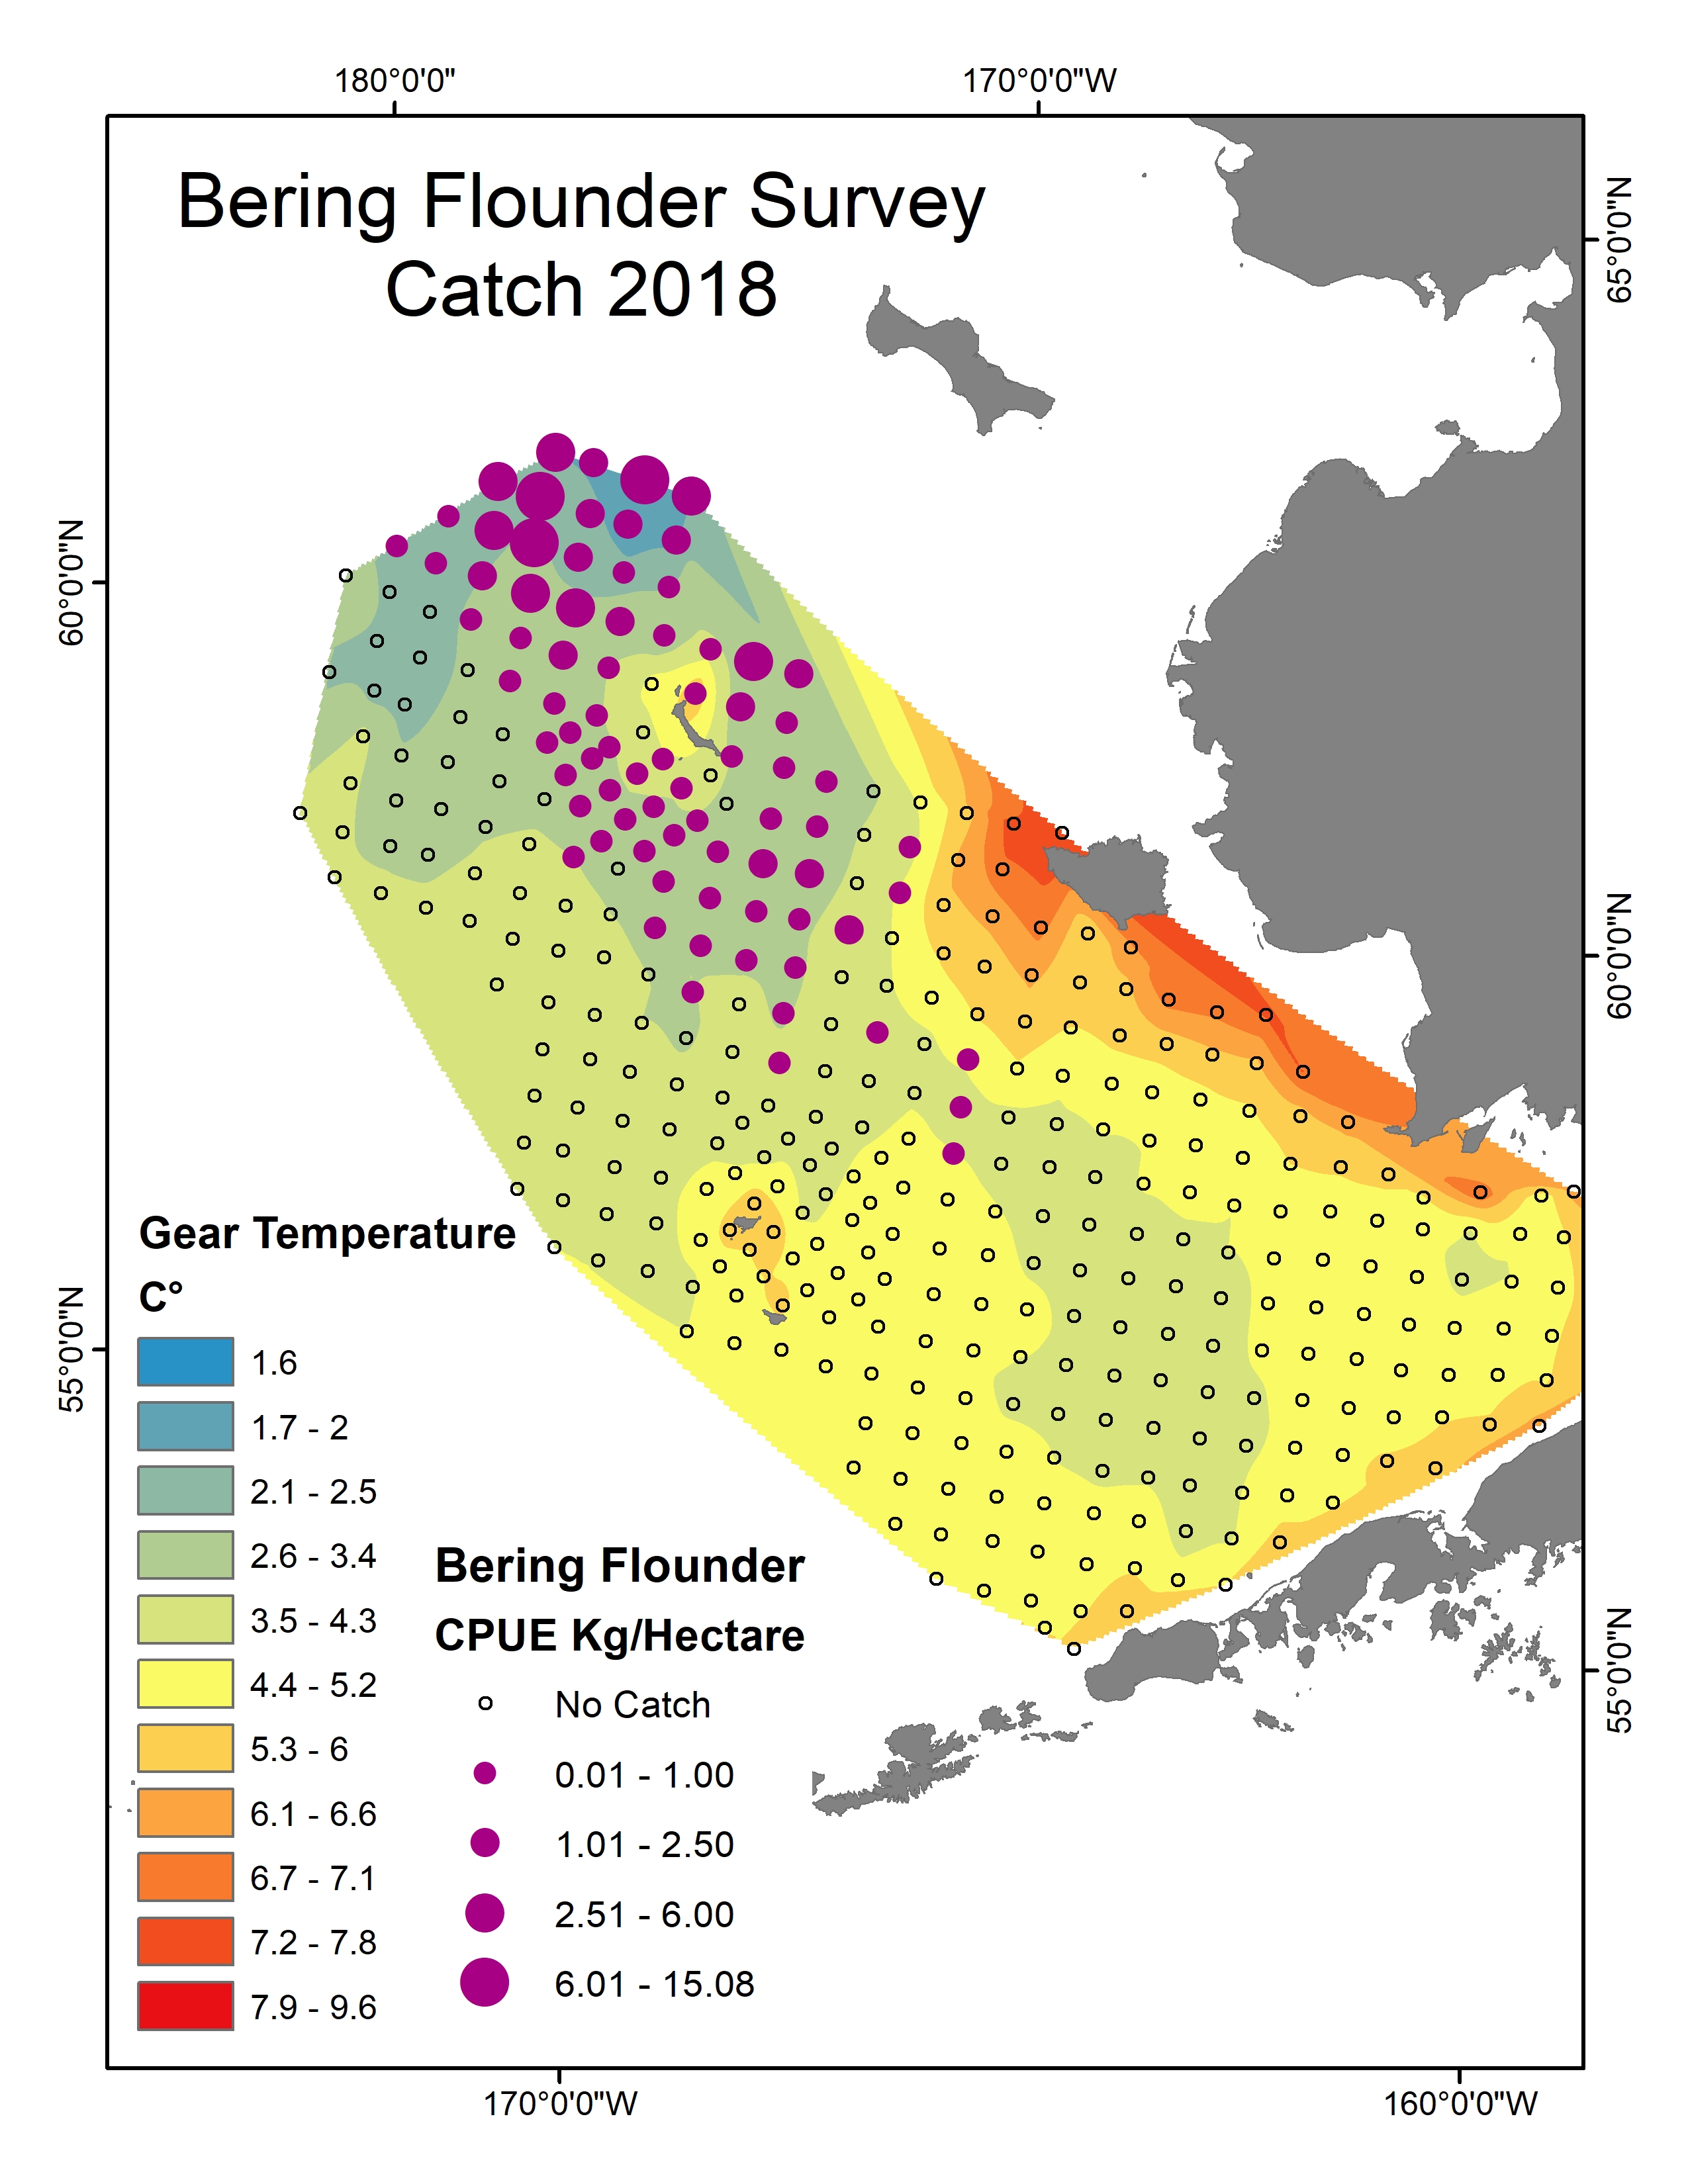 180°0'0"
170°0'0"W
Bering Flounder Survey
Catch 2018
65°0'0"N
60°0'0"N
60°0'0"N
55°0'0"N
55°0'0"N
Gear Temperature
C°
1.6
1.7 - 2
2.1 - 2.5
2.6 - 3.4
3.5 - 4.3
4.4 - 5.2
5.3 - 6
6.1 - 6.6
6.7 - 7.1
7.2 - 7.8
7.9 - 9.6
Bering Flounder
CPUE Kg/Hectare
No Catch
0.01 - 1.00
1.01 - 2.50
2.51 - 6.00
6.01 - 15.08
170°0'0"W
160°0'0"W